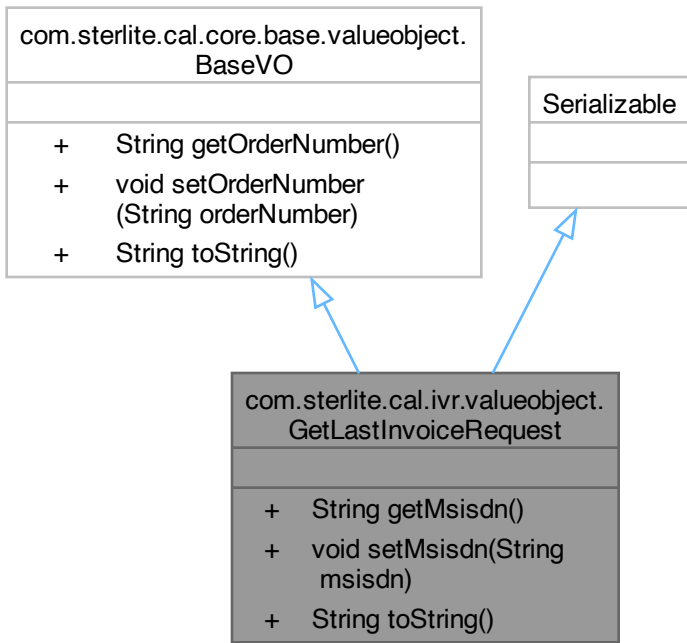 com.sterlite.cal.core.base.valueobject.
BaseVO
+ String getOrderNumber()
+ void setOrderNumber
(String orderNumber)
+ String toString()
Serializable
com.sterlite.cal.ivr.valueobject.
GetLastInvoiceRequest
+ String getMsisdn()
+ void setMsisdn(String
msisdn)
+ String toString()